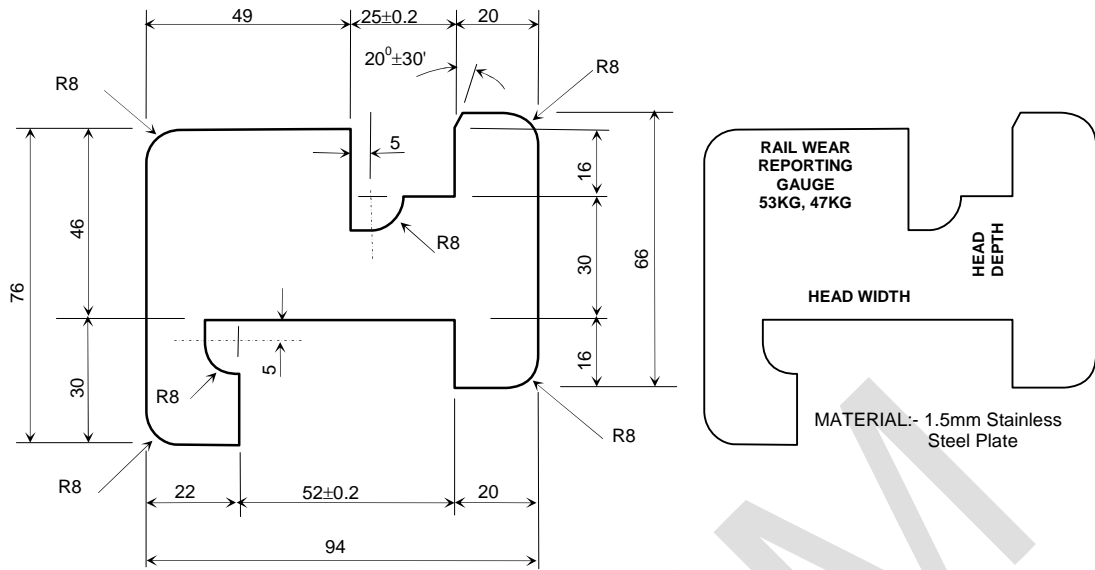 49
25±0.2
20
20⁰±30'
R8
R8
5
16
46
R8
30
66
76
5
16
30
R8
R8
R8
22
52±0.2
20
94
RAIL WEAR
REPORTING
GAUGE
53KG, 47KG
HEAD
DEPTH
HEAD WIDTH
MATERIAL:- 1.5mm Stainless
Steel Plate
M